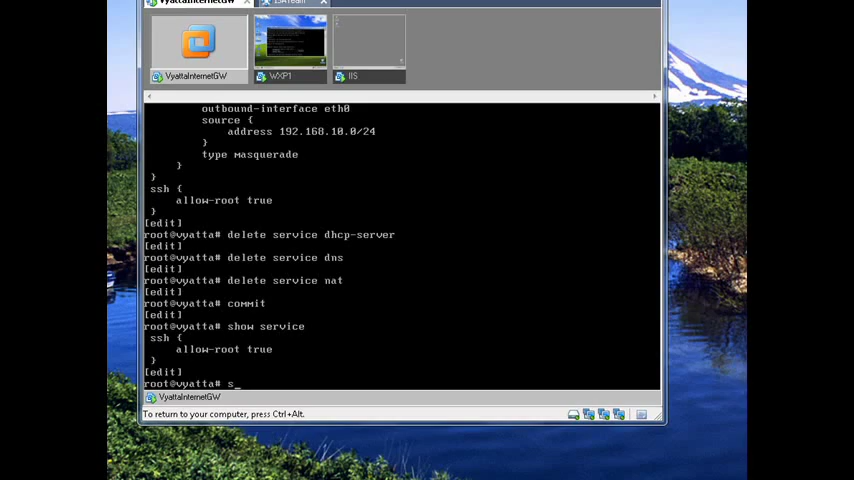 VyattaInternetGW
ISATeam
VyattaInternetGW
WXP1
IIS
outbound-interface eth0
source {
address 192.168.10.0/24
}
type masquerade
}
}
ssh {
allow-root true
}
[edit]
root@vyatta# delete service dhcp-server
[edit]
root@vyatta# delete service dns
[edit]
root@vyatta# delete service nat
[edit]
root@vyatta# commit
[edit]
root@vyatta# show service
ssh {
allow-root true
}
[edit]
root@vyatta# s_
VyattaInternetGW
To return to your computer, press Ctrl+Alt.